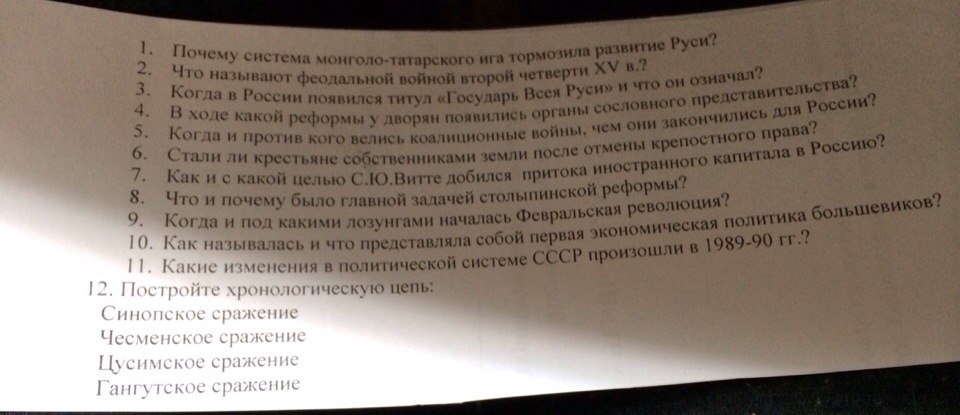 1. Почему система монголо-татарского ига тормозила развитие Руси?
2. Что называют феодальной войной второй четверти XV в.?
3. Когда в России появился титул «Государь Всея Руси» и что он означал?
4. В ходе какой реформы у дворян появились органы сословного представительства?
5. Когда и против кого велись коалиционные войны, чем они закончились для России?
6. Стали ли крестьяне собственниками земли после отмены крепостного права?
7. Как и с какой целью С.Ю.Витте добился притока иностранного капитала в Россию?
8. Что и почему было главной задачей столыпинской реформы?
9. Когда и под какими лозунгами началась Февральская революция?
10. Как называлась и что представляла собой первая экономическая политика большевиков?
11. Какие изменения в политической системе СССР произошли в 1989-90 гг.?
12. Постройте хронологическую цепь:
Синопское сражение
Чесменское сражение
Цусимское сражение
Гангутское сражение